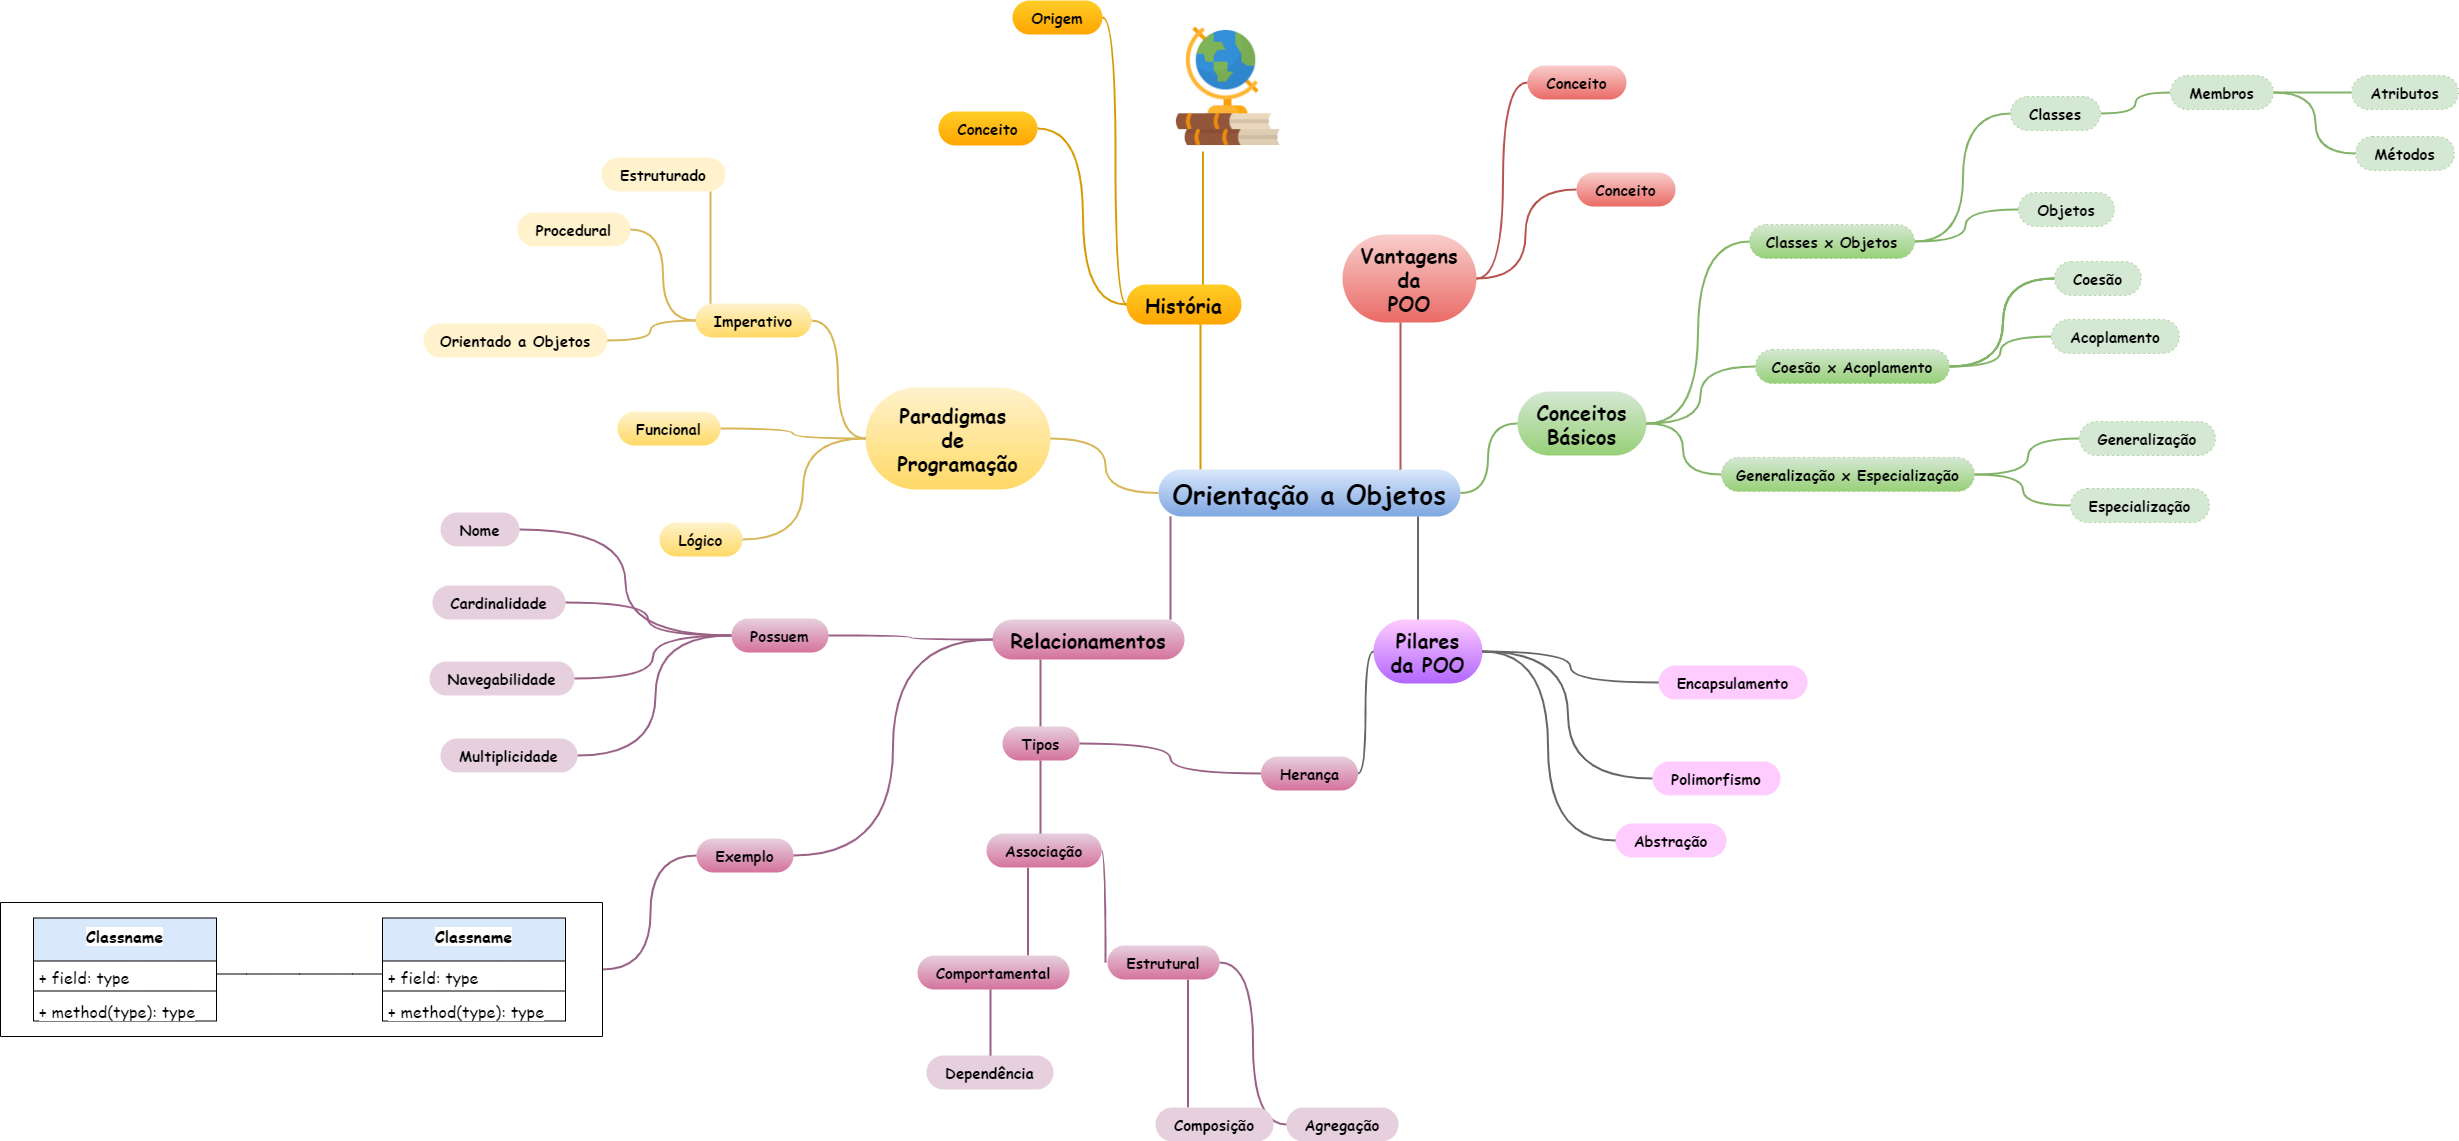 Origem
Conceito
História
Conceito
Conceito
Vantagens
da
POO
Estruturado
Procedural
Orientado a Objetos
Imperativo
Funcional
Lógico
Paradigmas
de
Programação
Orientação a Objetos
Conceitos
Básicos
Classes x Objetos
Classes
Membros
Atributos
Métodos
Objetos
Coesão x Acoplamento
Coesão
Acoplamento
Generalização x Especialização
Generalização
Especialização
Relacionamentos
Possuem
Nome
Cardinalidade
Navegabilidade
Multiplicidade
Pilares
da POO
Encapsulamento
Polimorfismo
Abstração
Herança
Tipos
Associação
Comportamental
Dependência
Estrutural
Composição
Agregação
Exemplo
Classname
+ field: type
+ method(type): type
Classname
+ field: type
+ method(type): type